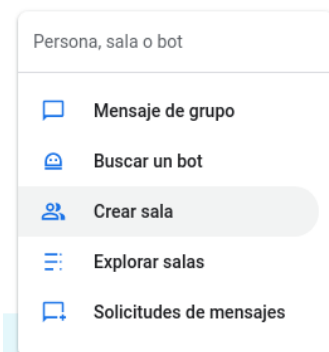 Persona, sala o bot
Mensaje de grupo
Buscar un bot
Crear sala
Explorar salas
Solicitudes de mensajes